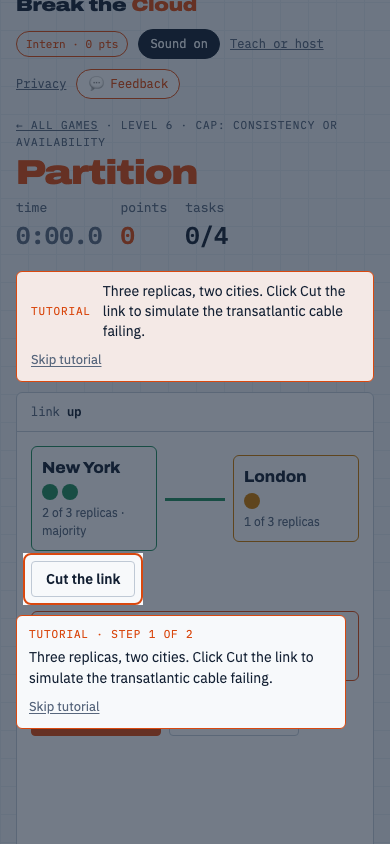 Break the Cloud
Intern · 0 pts
Sound on
Teach or host
Privacy
💬 Feedback
← ALL GAMES · LEVEL 6 · CAP: CONSISTENCY OR
AVAILABILITY
Partition
time points tasks
0:00.0 0 0/4
TUTORIAL
Three replicas, two cities. Click Cut the
link to simulate the transatlantic cable
failing.
Skip tutorial
link up
New York
2 of 3 replicas ·
majority
London
1 of 3 replicas
Cut the link
TUTORIAL · STEP 1 OF 2
Three replicas, two cities. Click Cut the link to
simulate the transatlantic cable failing.
Skip tutorial